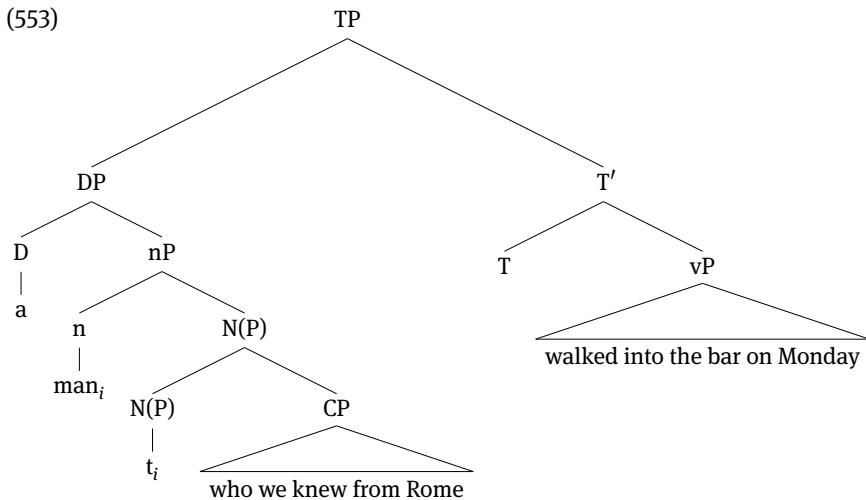 (553)
TP
DP
T′
D
nP
T
vP
a
n
N(P)
walked into the bar on Monday
man_i
N(P)
CP
t_i
who we knew from Rome